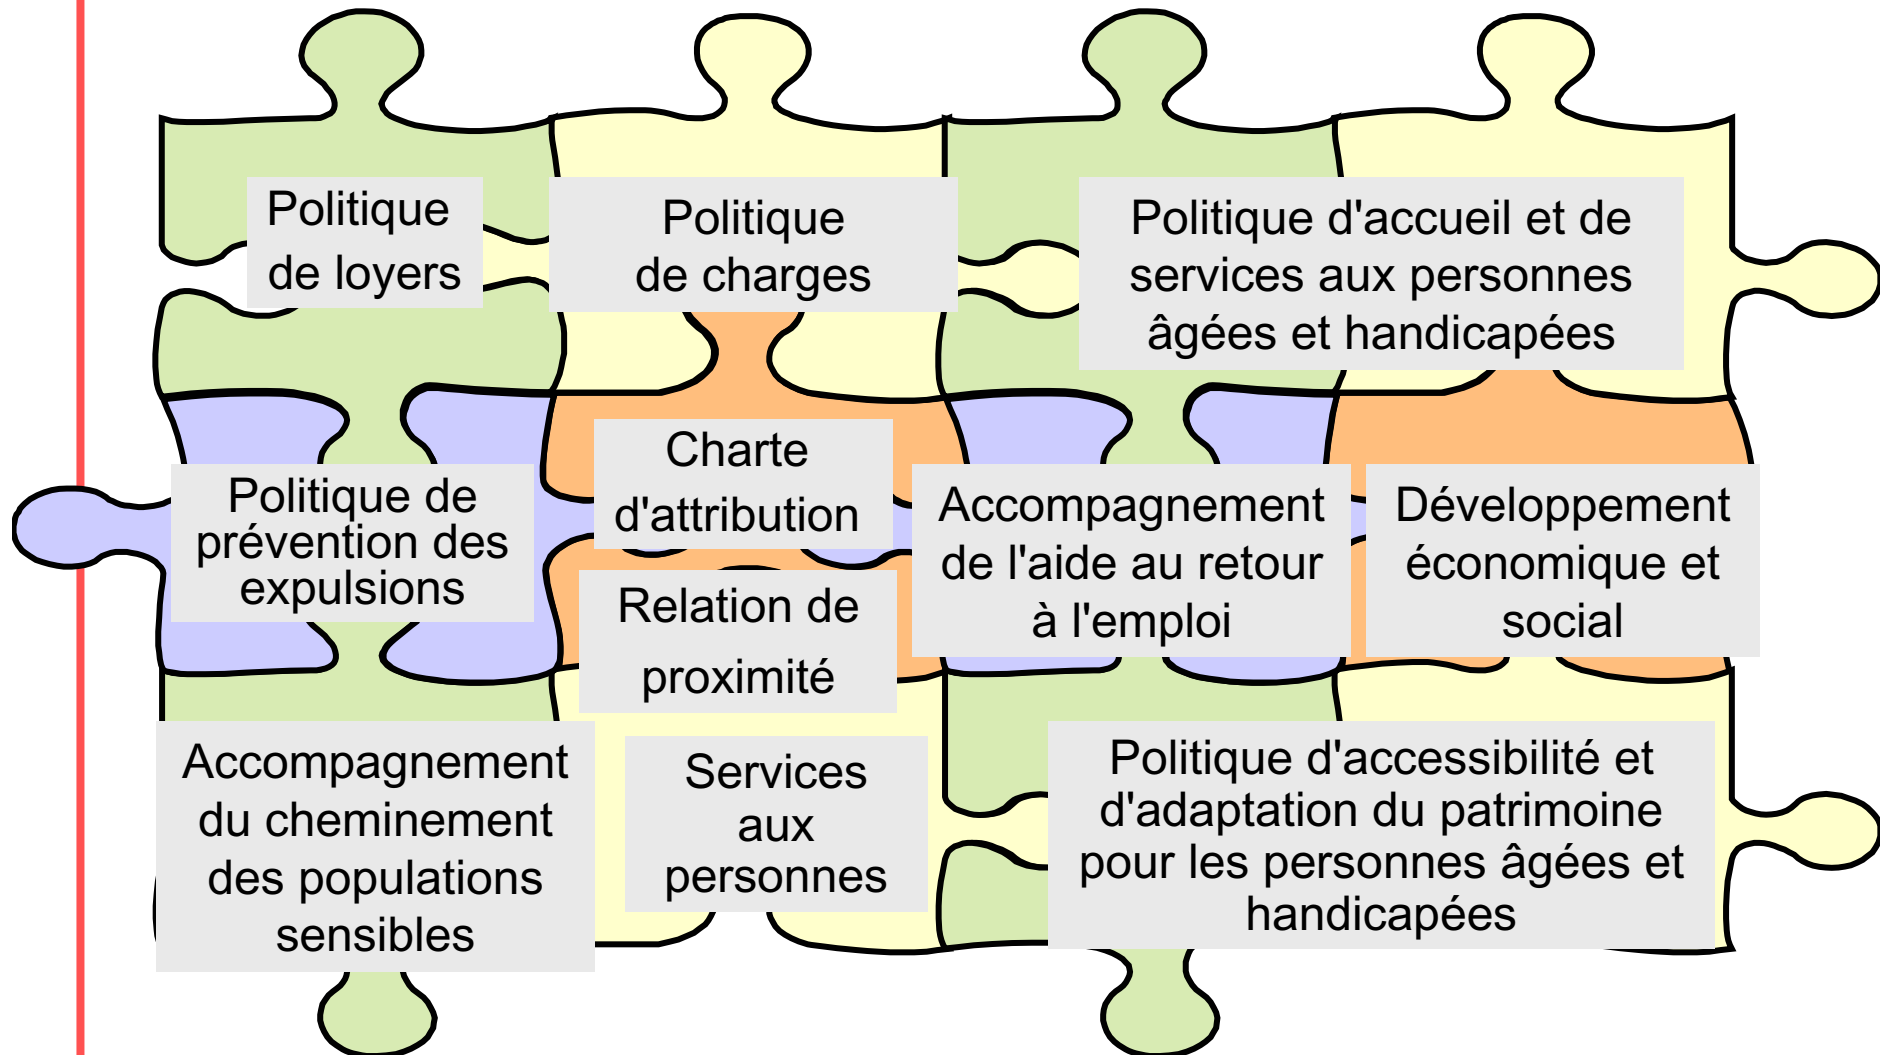 Politique
de loyers
Politique
de charges
Politique d'accueil et de
services aux personnes
âgées et handicapées
Politique de
prévention des
expulsions
Charte
d'attribution
Relation de
proximité
Accompagnement
de l'aide au retour
à l'emploi
Développement
économique et
social
Accompagnement
du cheminement
des populations
sensibles
Services
aux
personnes
Politique d'accessibilité et
d'adaptation du patrimoine
pour les personnes âgées et
handicapées